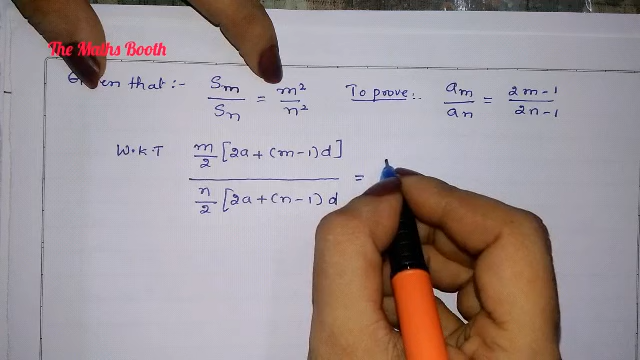 The Maths Booth
Given that :- Sm/Sn = m²/n² To prove :- am/an = 2m-1/2n-1
W.K.T m/2 [2a+(m-1)d] / n/2 [2a+(n-1)d =